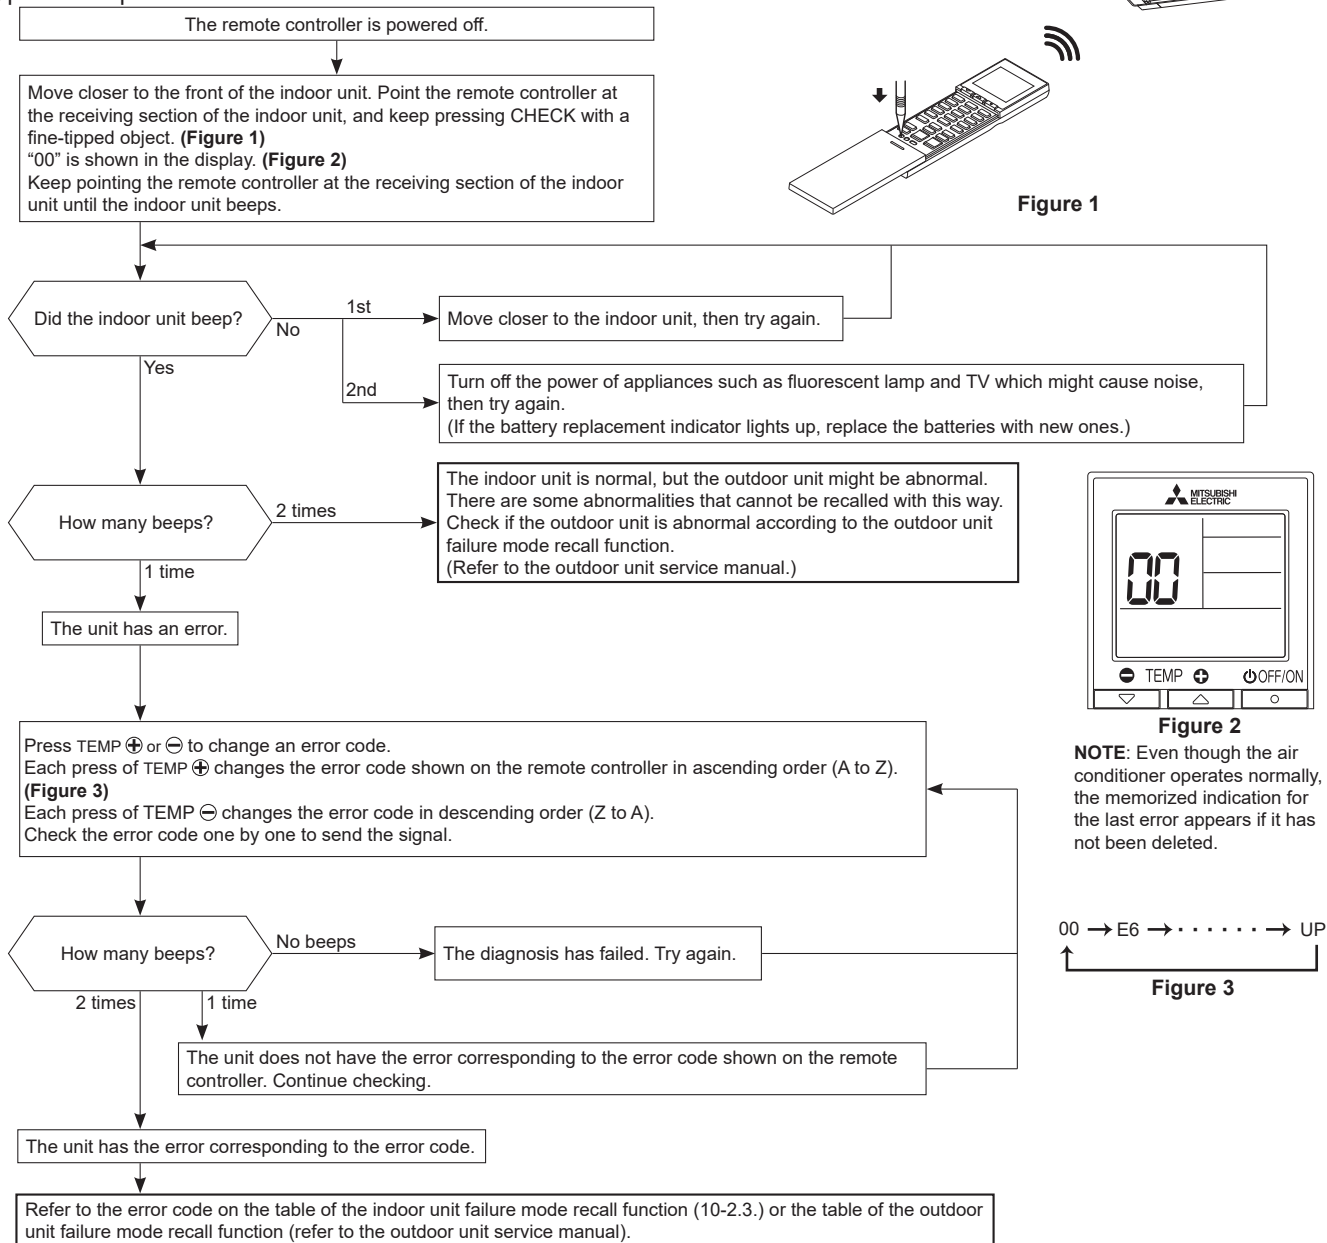 The remote controller is powered off.
Move closer to the front of the indoor unit. Point the remote controller at
the receiving section of the indoor unit, and keep pressing CHECK with a
fine-tipped object. (Figure 1)
“00” is shown in the display. (Figure 2)
Keep pointing the remote controller at the receiving section of the indoor
unit until the indoor unit beeps.
Figure 1
Did the indoor unit beep?
No
1st
Move closer to the indoor unit, then try again.
Yes
2nd
Turn off the power of appliances such as fluorescent lamp and TV which might cause noise,
then try again.
(If the battery replacement indicator lights up, replace the batteries with new ones.)
How many beeps?
2 times
The indoor unit is normal, but the outdoor unit might be abnormal.
There are some abnormalities that cannot be recalled with this way.
Check if the outdoor unit is abnormal according to the outdoor unit
failure mode recall function.
(Refer to the outdoor unit service manual.)
1 time
The unit has an error.
MITSUBISHI
ELECTRIC
00
⊖ TEMP ⊕ ⏻OFF/ON
▽ △ ○
Figure 2
NOTE: Even though the air
conditioner operates normally,
the memorized indication for
the last error appears if it has
not been deleted.
Press TEMP ⊕ or ⊖ to change an error code.
Each press of TEMP ⊕ changes the error code shown on the remote controller in ascending order (A to Z).
(Figure 3)
Each press of TEMP ⊖ changes the error code in descending order (Z to A).
Check the error code one by one to send the signal.
00 → E6 → · · · · · · → UP
Figure 3
How many beeps?
No beeps
The diagnosis has failed. Try again.
2 times
1 time
The unit does not have the error corresponding to the error code shown on the remote
controller. Continue checking.
The unit has the error corresponding to the error code.
Refer to the error code on the table of the indoor unit failure mode recall function (10-2.3.) or the table of the outdoor
unit failure mode recall function (refer to the outdoor unit service manual).